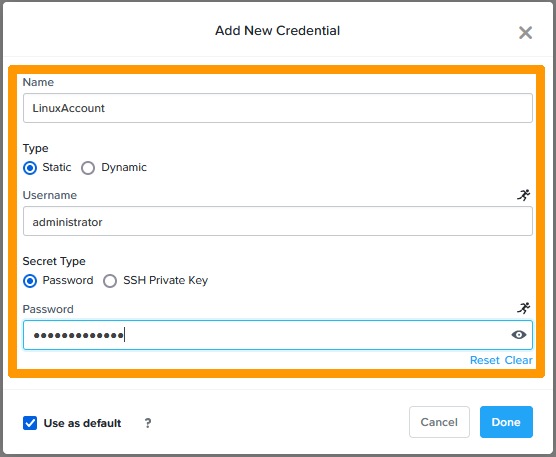 Add New Credential
Name
LinuxAccount
Type
Static Dynamic
Username
administrator
Secret Type
Password SSH Private Key
Password
●●●●●●●●●●●●●
Reset Clear
Use as default ? Cancel Done